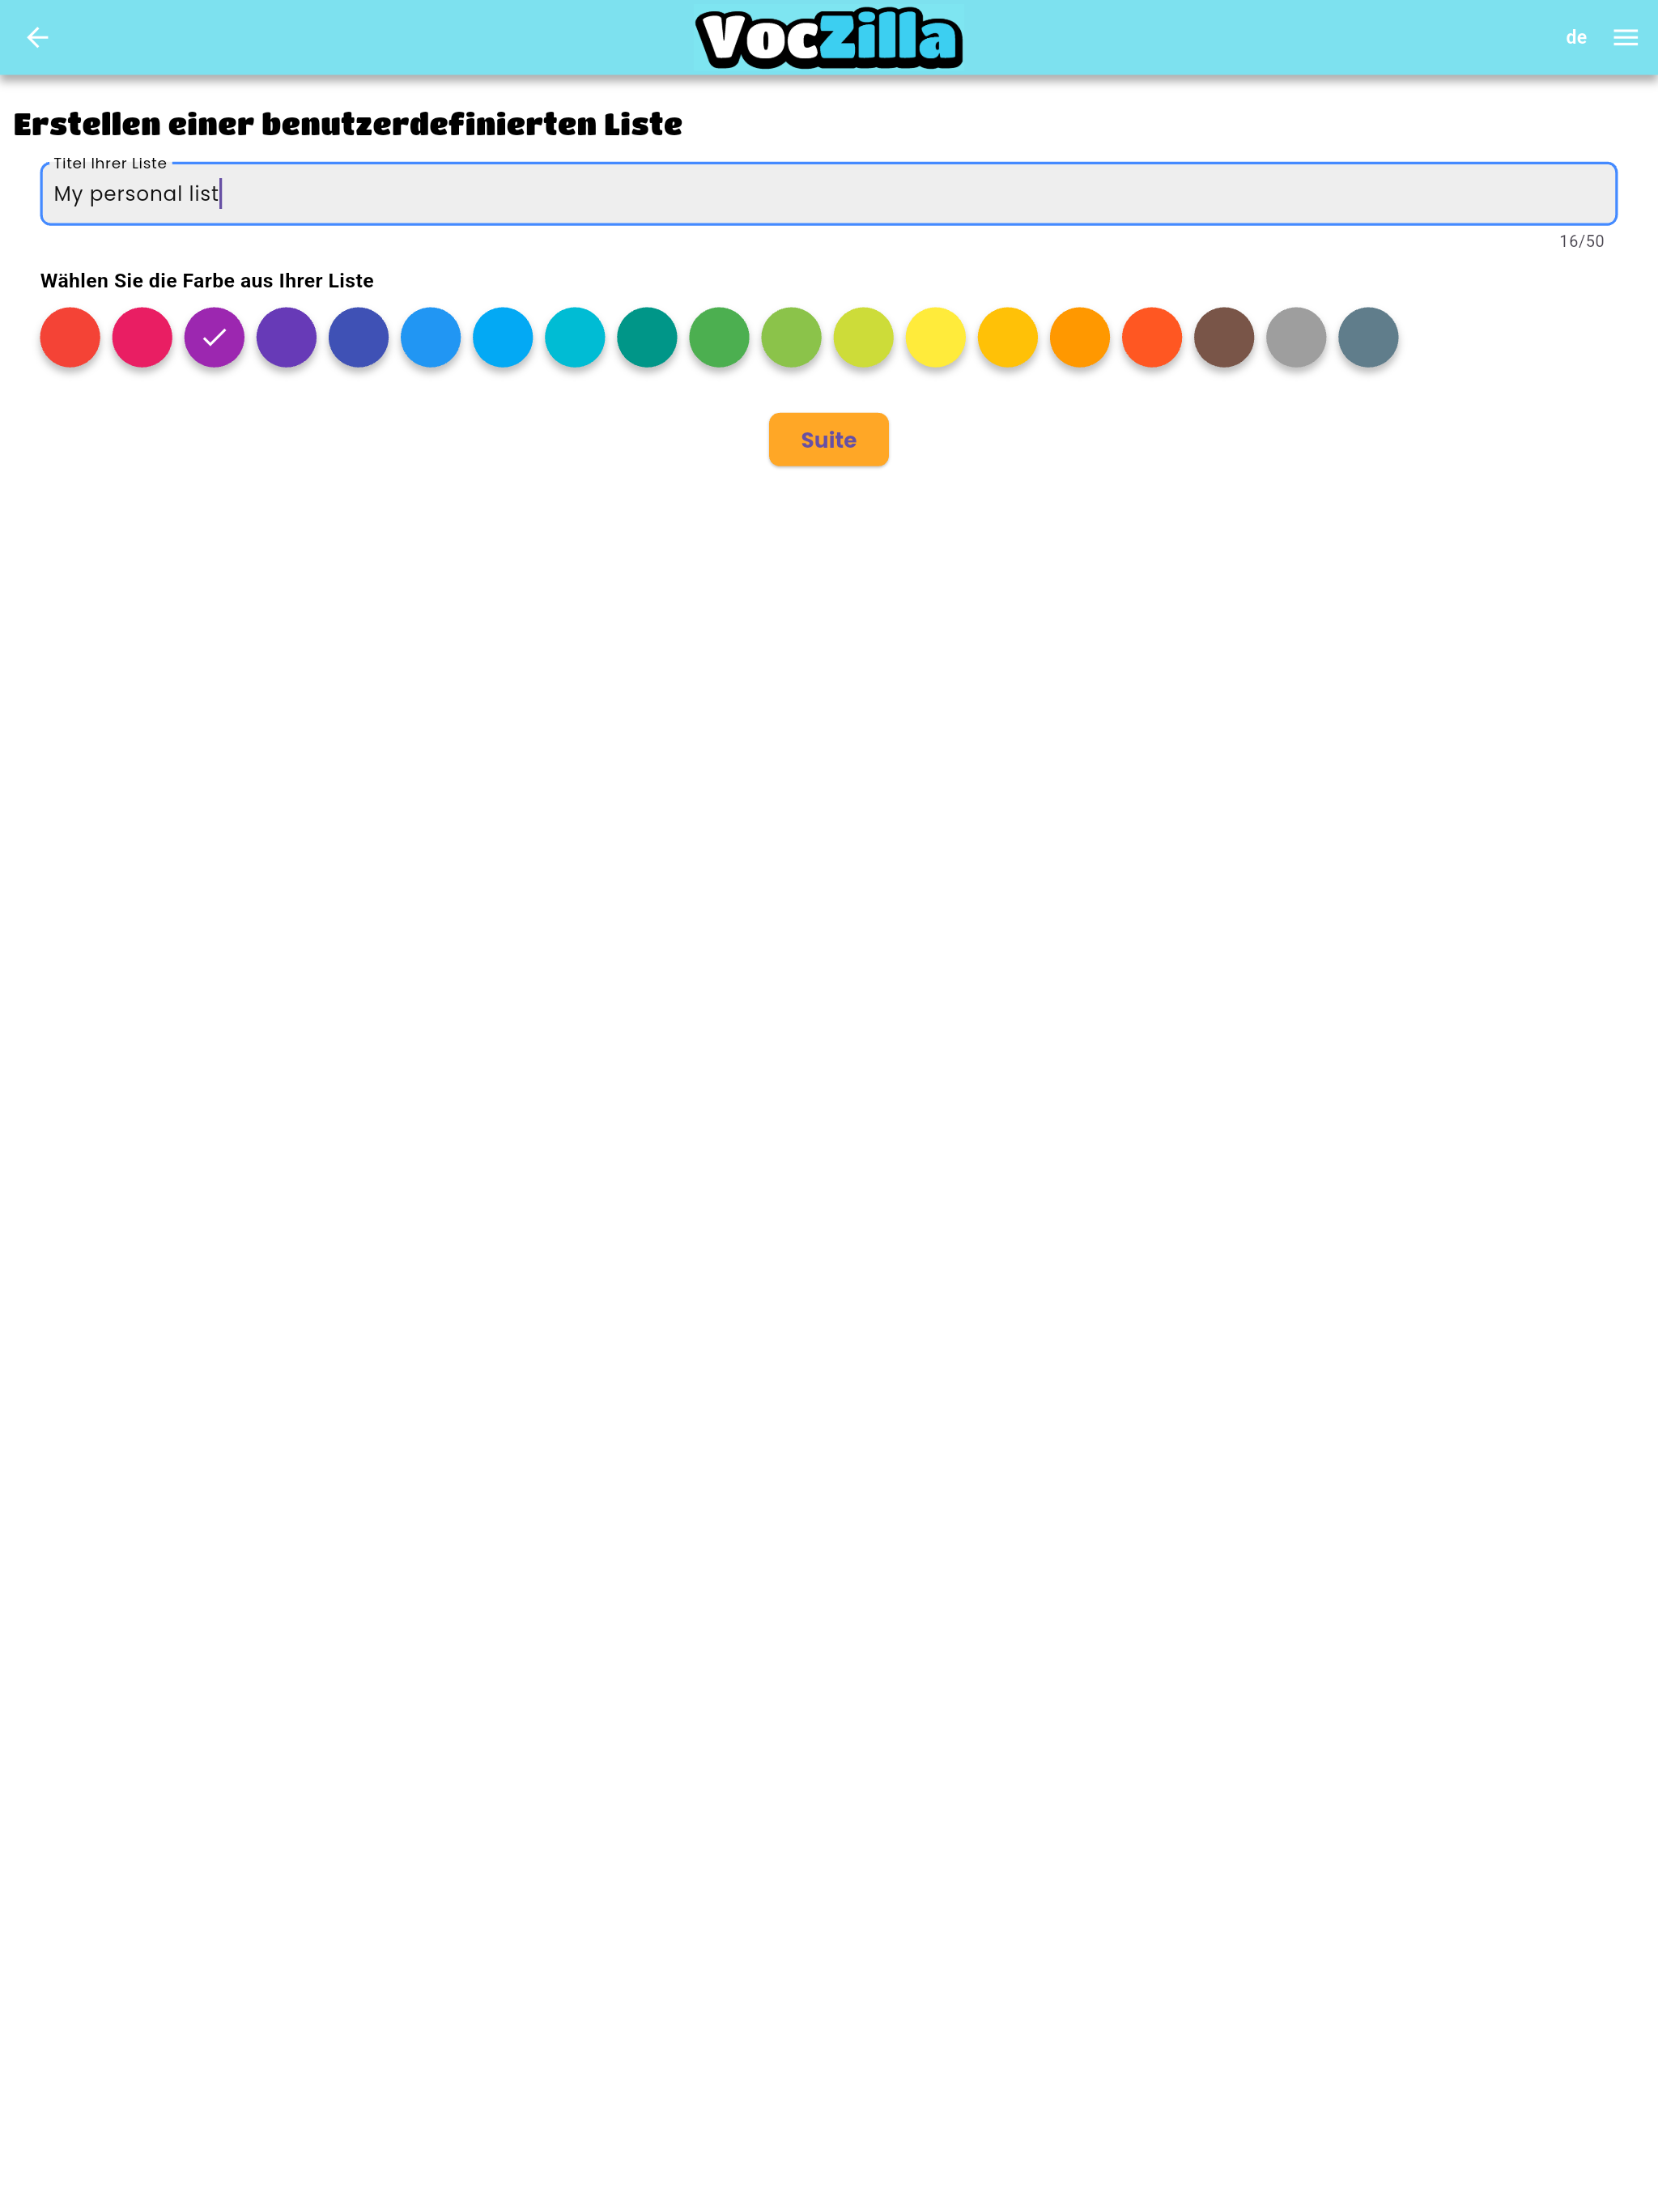 VocZilla
de
Erstellen einer benutzerdefinierten Liste
Titel Ihrer Liste
My personal list
16/50
Wählen Sie die Farbe aus Ihrer Liste
Suite